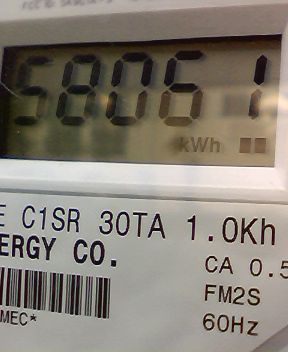 58061
kWh
E C1SR 30TA 1.0Kh
ERGY CO.
CA 0.5
FM2S
MEC*
60Hz